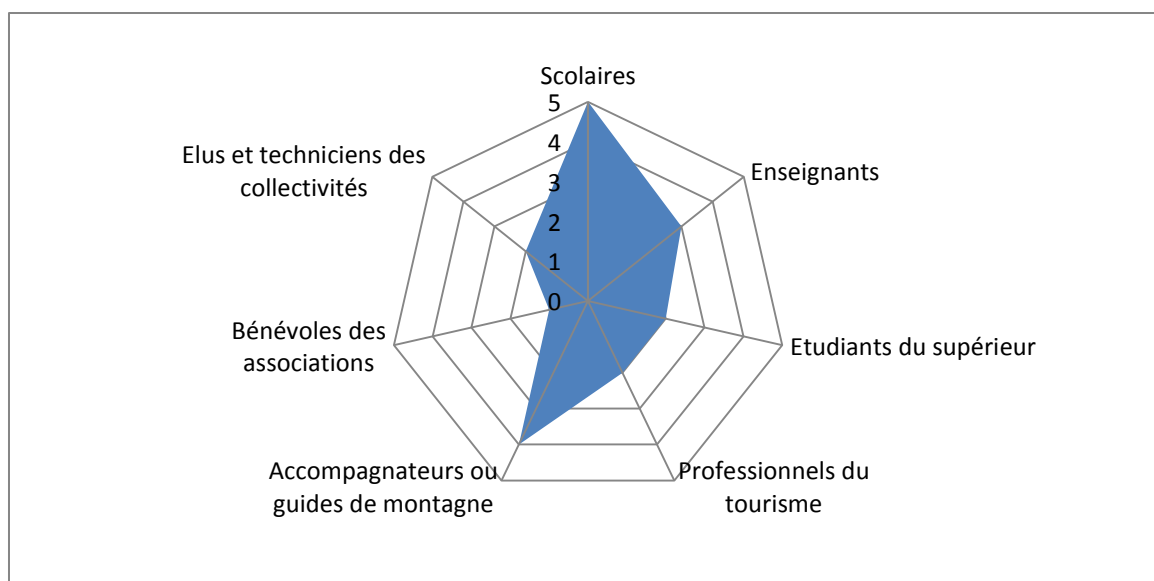 Scolaires
5
4
3
2
1
0
Enseignants
Etudiants du supérieur
Professionnels du
tourisme
Accompagnateurs ou
guides de montagne
Bénévoles des
associations
Elus et techniciens des
collectivités